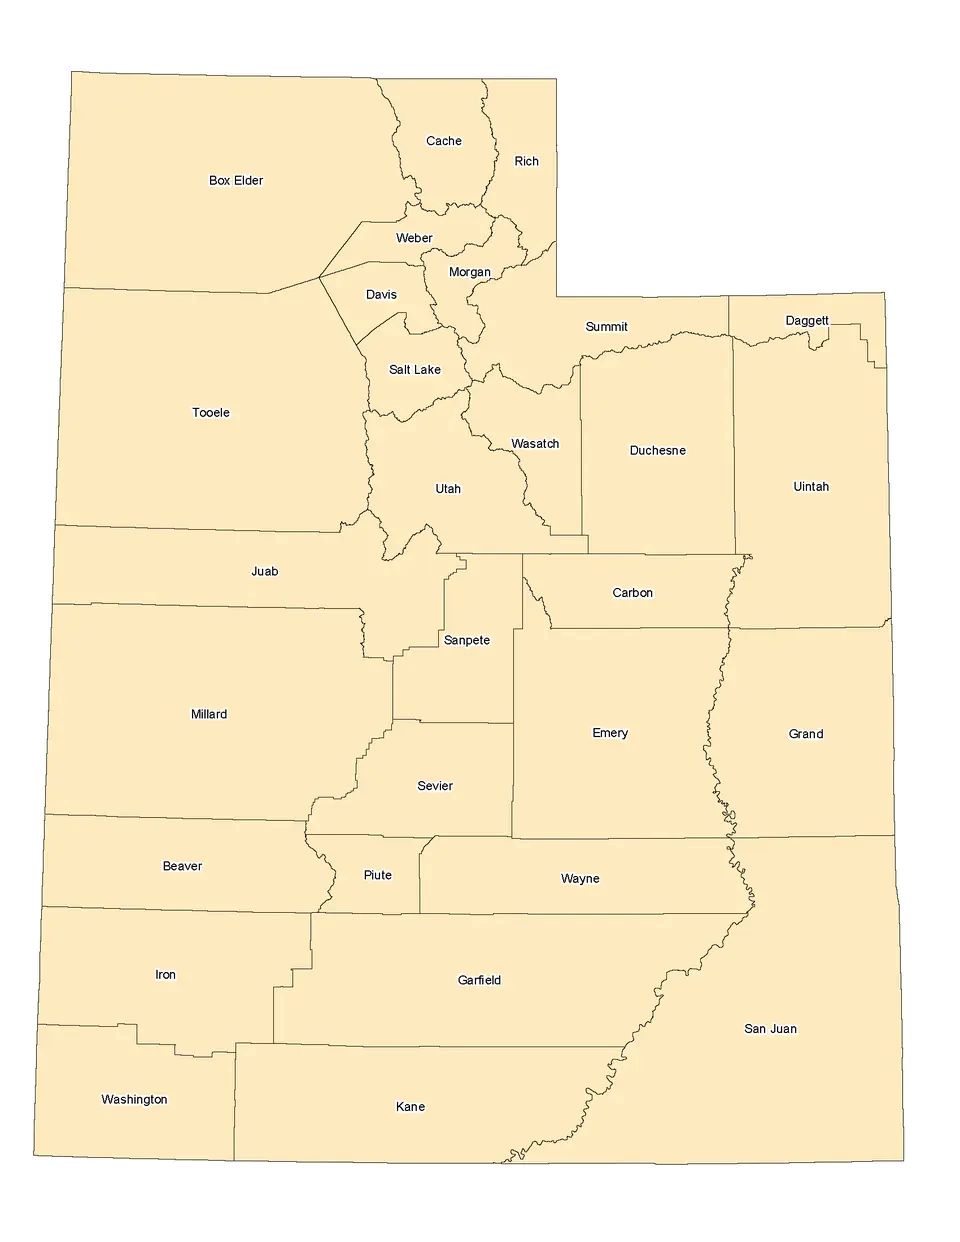 Cache
Rich
Box Elder
Weber
Morgan
Davis
Daggett
Summit
Salt Lake
Tooele
Wasatch
Duchesne
Uintah
Utah
Juab
Carbon
Sanpete
Millard
Emery
Grand
Sevier
Beaver
Piute
Wayne
Iron
Garfield
San Juan
Washington
Kane